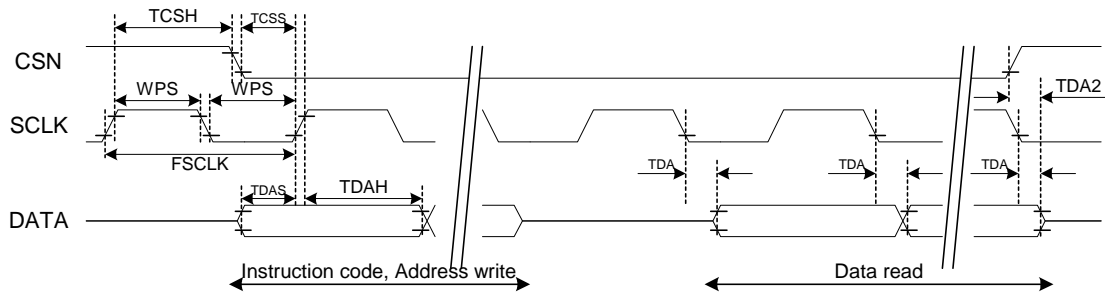 TCSH
TCSS
CSN
WPS
WPS
TDA2
SCLK
FSCLK
TDA
TDA
TDA
TDAS
TDAH
DATA
Instruction code, Address write
Data read